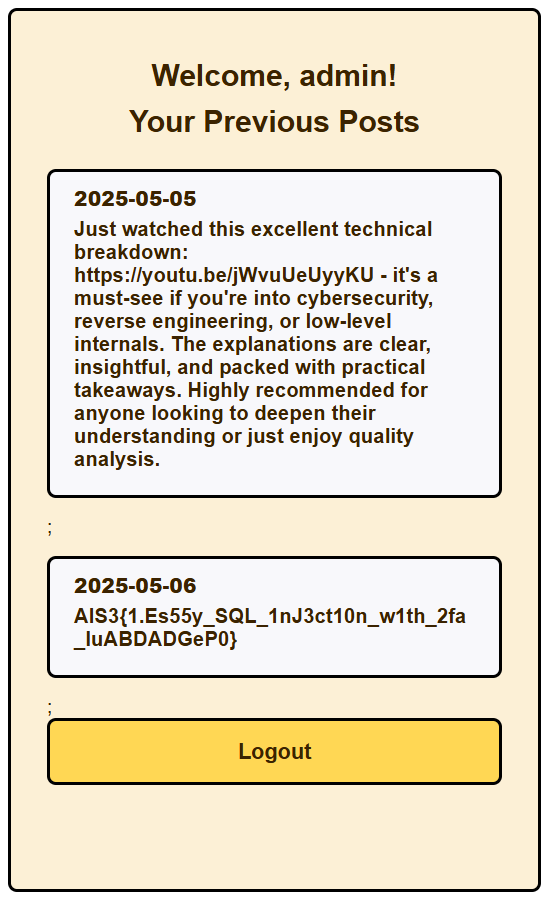 Welcome, admin!
Your Previous Posts
2025-05-05
Just watched this excellent technical
breakdown:
https://youtu.be/jWvuUeUyyKU - it's a
must-see if you're into cybersecurity,
reverse engineering, or low-level
internals. The explanations are clear,
insightful, and packed with practical
takeaways. Highly recommended for
anyone looking to deepen their
understanding or just enjoy quality
analysis.
;
2025-05-06
AIS3{1.Es55y_SQL_1nJ3ct10n_w1th_2fa
_IuABDADGeP0}
;
Logout